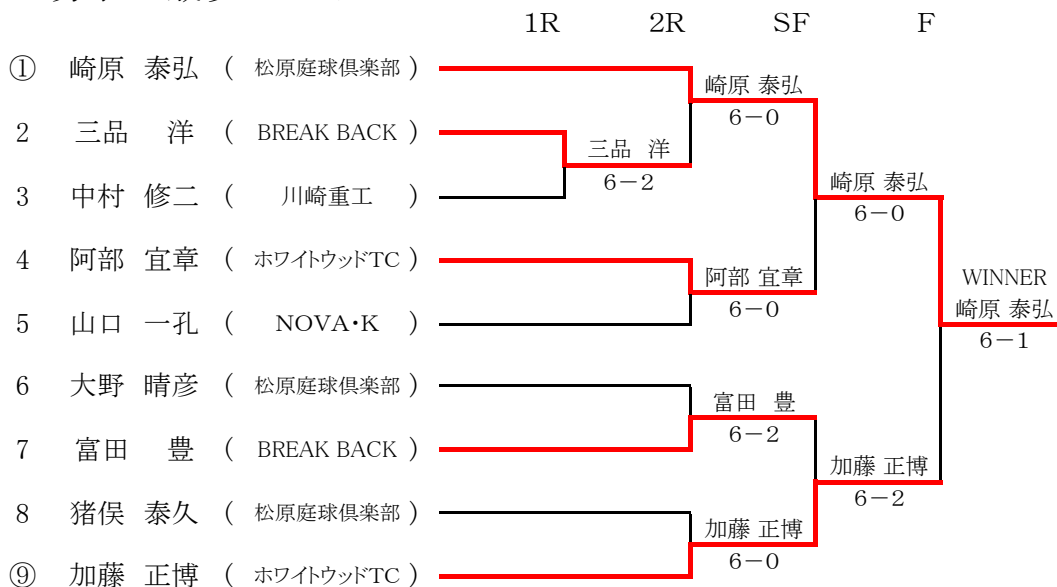 1R 2R SF F
① 崎原 泰弘 ( 松原庭球倶楽部 )
崎原 泰弘
6-0
2 三品 洋 ( BREAK BACK )
三品 洋
6-2
3 中村 修二 ( 川崎重工 )
崎原 泰弘
6-0
4 阿部 宜章 ( ホワイトウッドTC )
阿部 宜章
6-0
WINNER
崎原 泰弘
6-1
5 山口 一孔 ( NOVA・K )
6 大野 晴彦 ( 松原庭球倶楽部 )
富田 豊
6-2
7 富田 豊 ( BREAK BACK )
加藤 正博
6-2
8 猪俣 泰久 ( 松原庭球倶楽部 )
加藤 正博
6-0
⑨ 加藤 正博 ( ホワイトウッドTC )